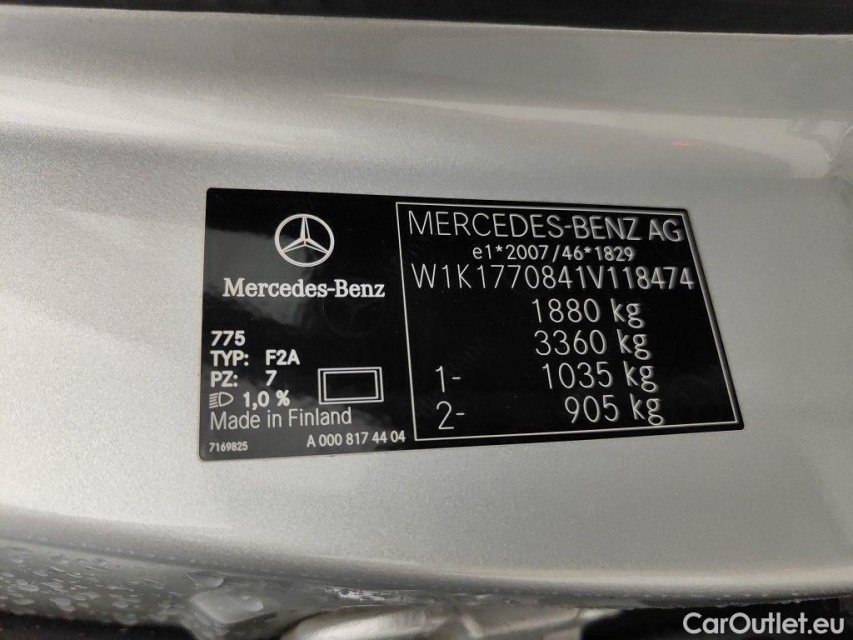 Mercedes-Benz
775
TYP: F2A
PZ: 7
1,0 %
Made in Finland
7169825
A 000 817 44 04
MERCEDES-BENZ AG
e1*2007/46*1829
W1K1770841V118474
1880 kg
3360 kg
1- 1035 kg
2- 905 kg
CarOutlet.eu